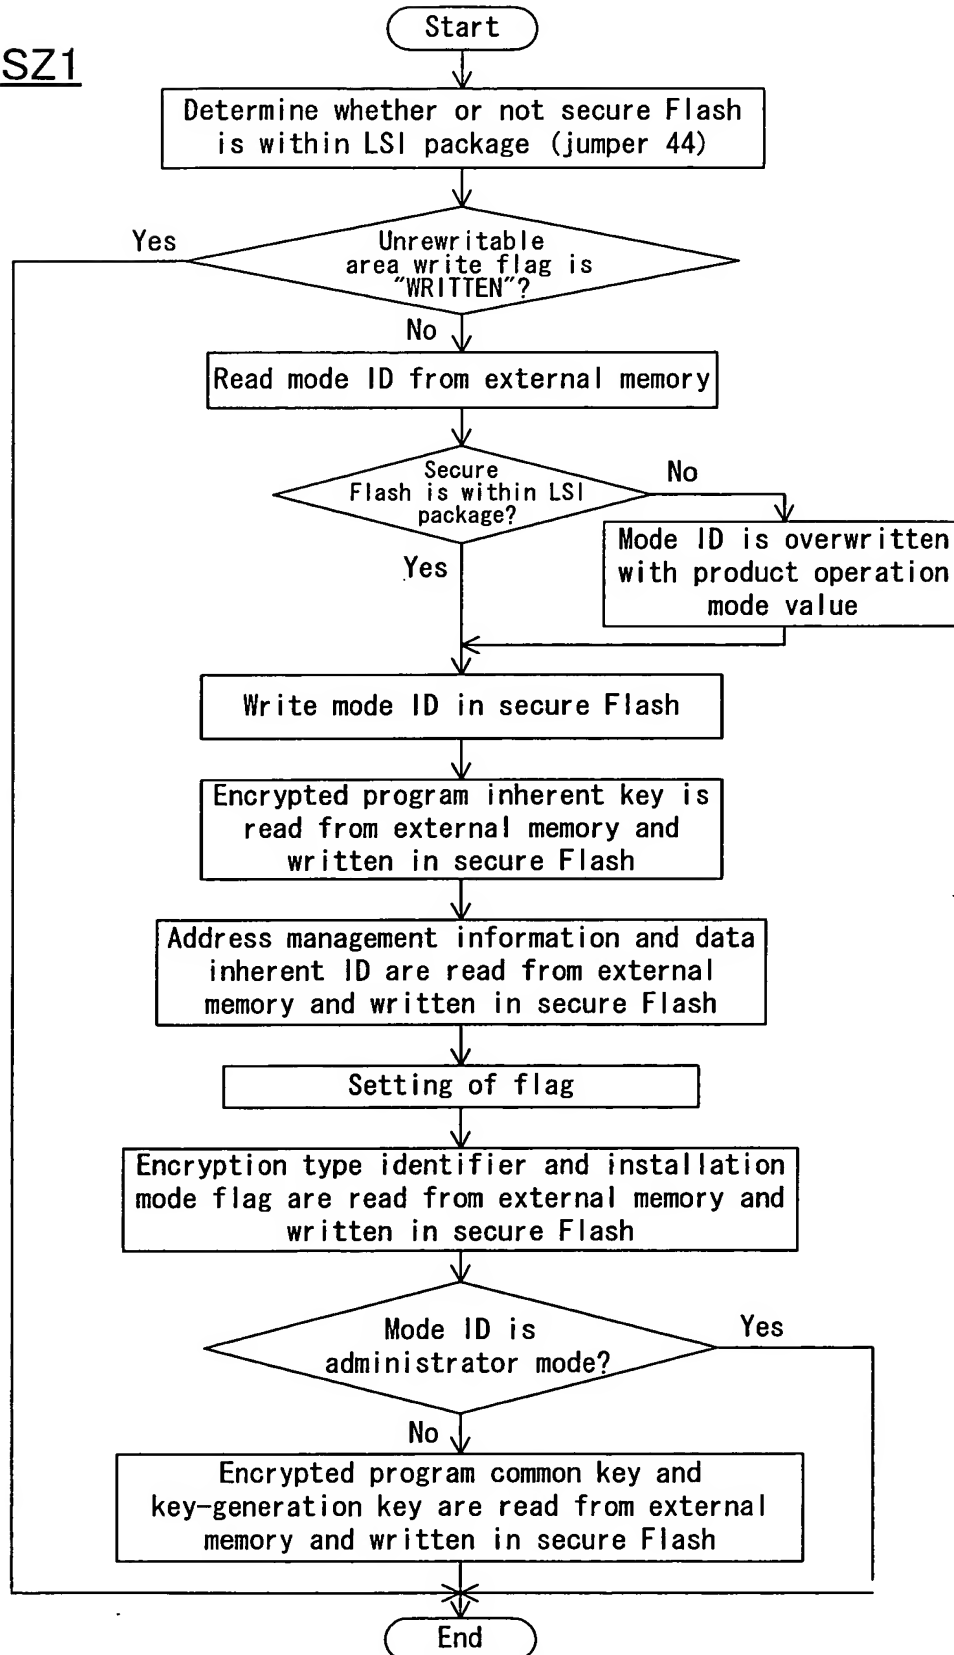 Start
SZ1
Determine whether or not secure Flash
is within LSI package (jumper 44)
Yes
Unrewritable
area write flag is
"WRITTEN"?
No
Read mode ID from external memory
Secure
Flash is within LSI
package?
No
Mode ID is overwritten
with product operation
mode value
Yes
Write mode ID in secure Flash
Encrypted program inherent key is
read from external memory and
written in secure Flash
Address management information and data
inherent ID are read from external
memory and written in secure Flash
Setting of flag
Encryption type identifier and installation
mode flag are read from external memory and
written in secure Flash
Mode ID is
administrator mode?
Yes
No
Encrypted program common key and
key-generation key are read from external
memory and written in secure Flash
End